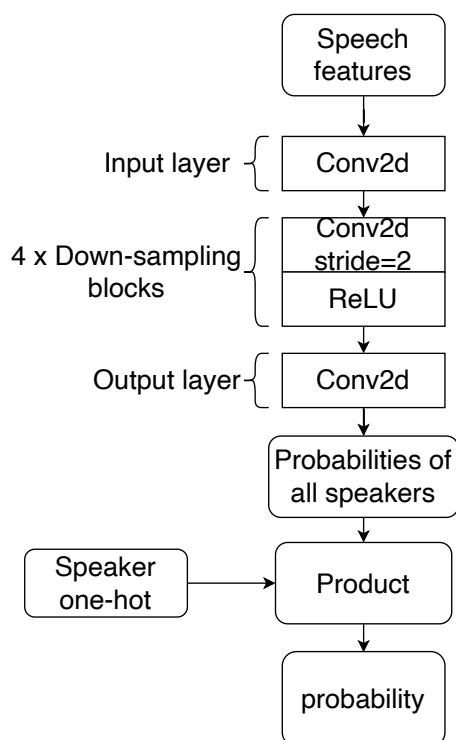 Speech
features
Input layer
Conv2d
4 x Down-sampling
blocks
Conv2d
stride=2
ReLU
Output layer
Conv2d
Probabilities of
all speakers
Speaker
one-hot
Product
probability